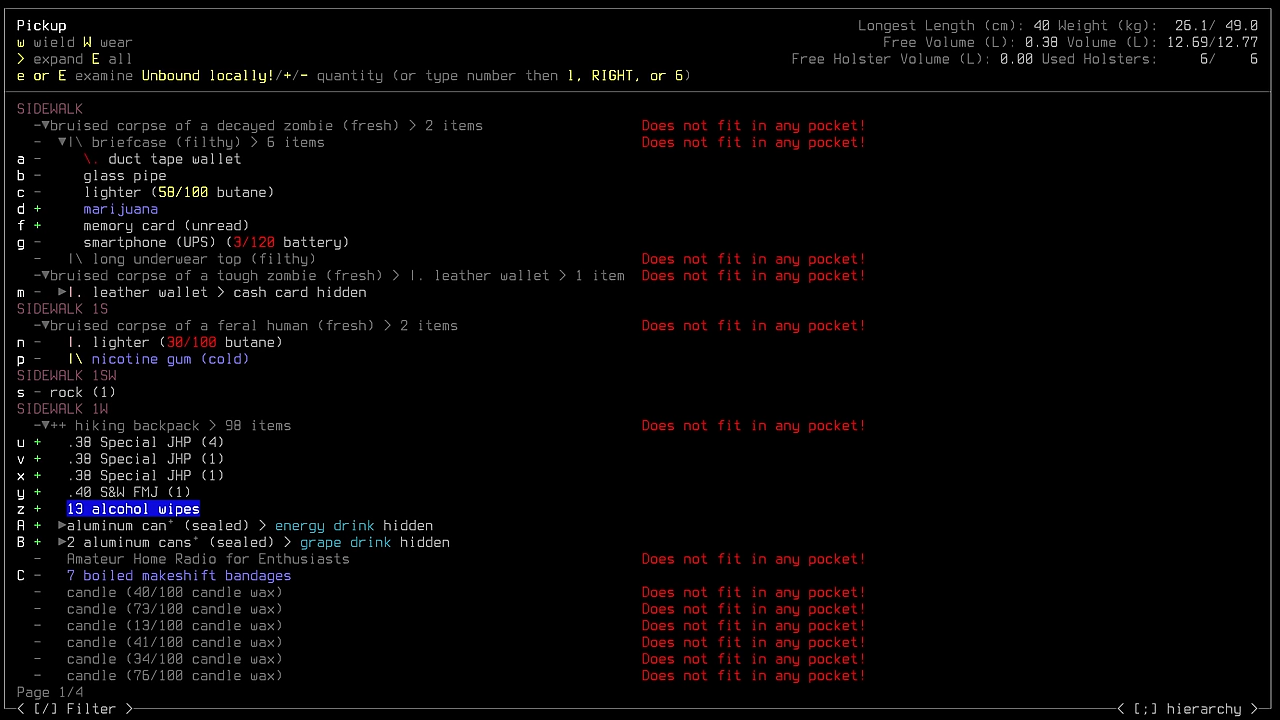 Pickup
Longest Length (cm): 40 Weight (kg): 26.1/ 49.0
w wield W wear
Free Volume (L): 0.38 Volume (L): 12.69/12.77
> expand E all
Free Holster Volume (L): 0.00 Used Holsters: 6/ 6
e or E examine Unbound locally!/+/- quantity (or type number then l, RIGHT, or 6)
SIDEWALK
-▼bruised corpse of a decayed zombie (fresh) > 2 items Does not fit in any pocket!
- ▼|\ briefcase (filthy) > 6 items Does not fit in any pocket!
a - \. duct tape wallet
b - glass pipe
c - lighter (58/100 butane)
d + marijuana
f + memory card (unread)
g - smartphone (UPS) (3/120 battery)
- |\ long underwear top (filthy) Does not fit in any pocket!
-▼bruised corpse of a tough zombie (fresh) > |. leather wallet > 1 item Does not fit in any pocket!
m - ▶|. leather wallet > cash card hidden
SIDEWALK 1S
-▼bruised corpse of a feral human (fresh) > 2 items Does not fit in any pocket!
n - |. lighter (30/100 butane)
p - |\ nicotine gum (cold)
SIDEWALK 1SW
s - rock (1)
SIDEWALK 1W
-▼++ hiking backpack > 98 items Does not fit in any pocket!
u + .38 Special JHP (4)
v + .38 Special JHP (1)
x + .38 Special JHP (1)
y + .40 S&W FMJ (1)
z + 13 alcohol wipes
A + ▶aluminum can⁺ (sealed) > energy drink hidden
B + ▶2 aluminum cans⁺ (sealed) > grape drink hidden
- Amateur Home Radio for Enthusiasts Does not fit in any pocket!
C - 7 boiled makeshift bandages
- candle (40/100 candle wax) Does not fit in any pocket!
- candle (73/100 candle wax) Does not fit in any pocket!
- candle (13/100 candle wax) Does not fit in any pocket!
- candle (41/100 candle wax) Does not fit in any pocket!
- candle (34/100 candle wax) Does not fit in any pocket!
- candle (76/100 candle wax) Does not fit in any pocket!
Page 1/4
< [/] Filter >
< [;] hierarchy >